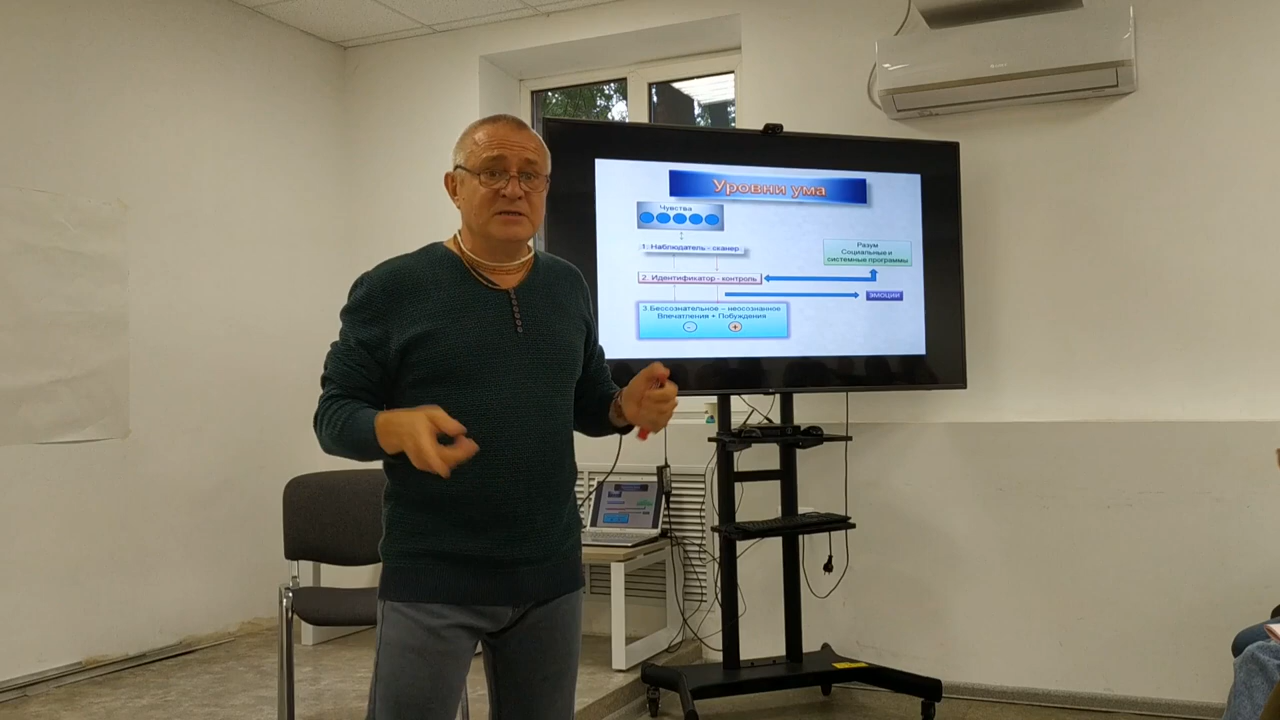 Уровни ума
Чувства
1. Наблюдатель - сканер
Разум
Социальные и
системные программы
2. Идентификатор - контроль
эмоции
3.Бессознательное – неосознанное
Впечатления + Побуждения
- +